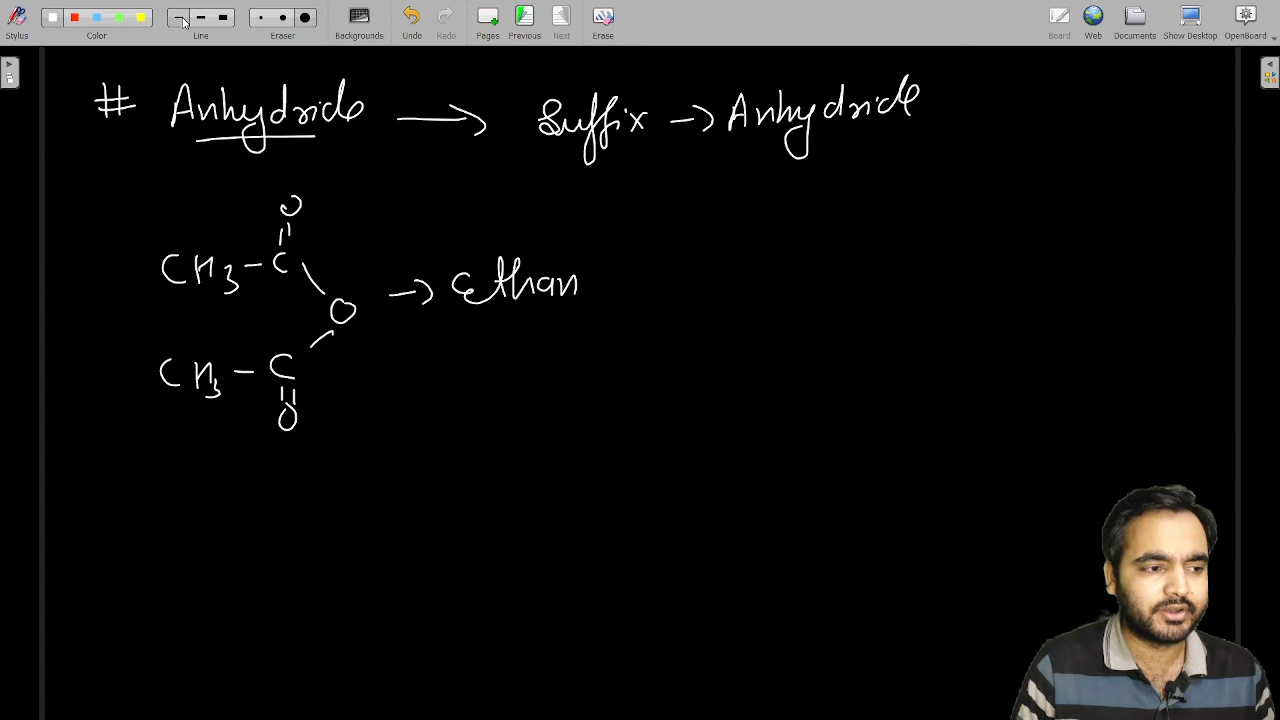 Stylus
Color
Line
Eraser
Backgrounds
Undo
Redo
Pages
Previous
Next
Erase
Board
Web
Documents
Show Desktop
OpenBoard
# Anhydride → Suffix → Anhydride
O
CH3 - C
O → Ethan
CH3 - C
O